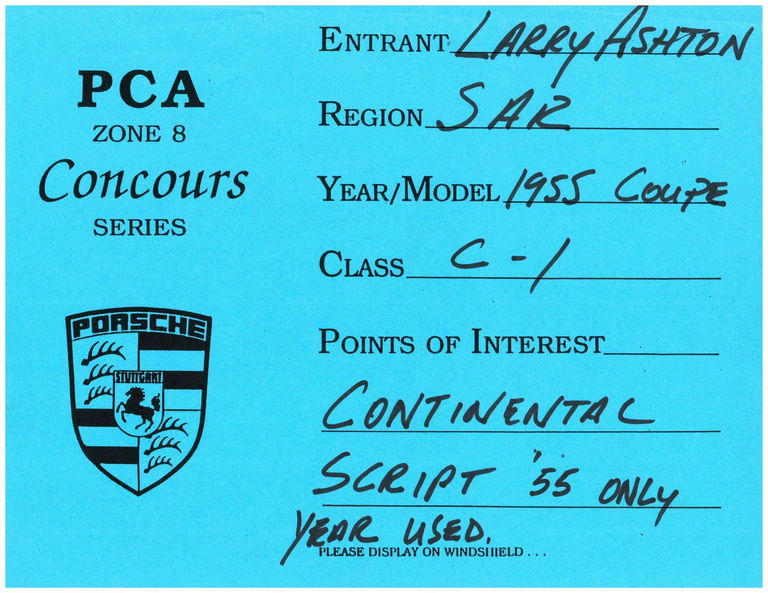 PCA
ZONE 8
Concours
SERIES
PORSCHE
STUTTGART
ENTRANT LARRY ASHTON
REGION SAR
YEAR/MODEL 1955 COUPE
CLASS C-1
POINTS OF INTEREST
CONTINENTAL
SCRIPT '55 ONLY
YEAR USED.
PLEASE DISPLAY ON WINDSHIELD . . .